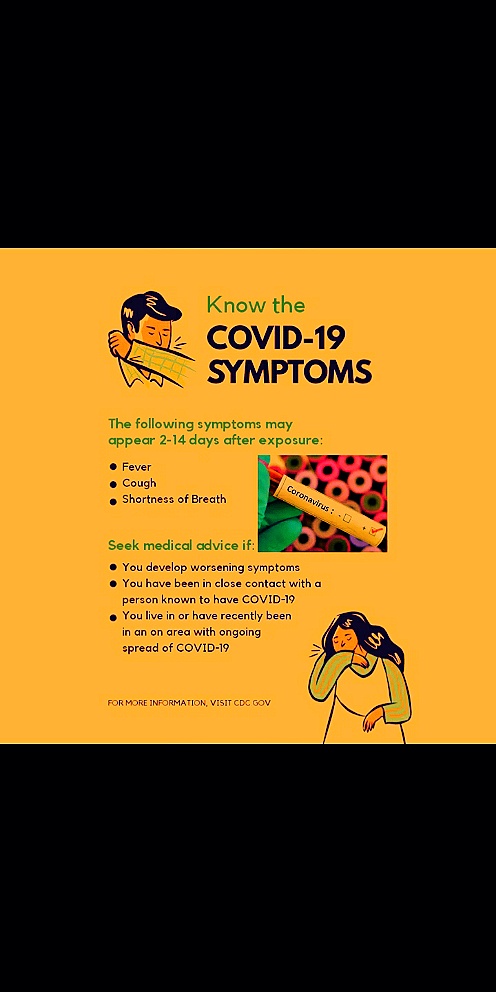 Know the
COVID-19
SYMPTOMS
The following symptoms may
appear 2-14 days after exposure:
Fever
Cough
Shortness of Breath
Coronavirus : - +
Seek medical advice if:
You develop worsening symptoms
You have been in close contact with a
person known to have COVID-19
You live in or have recently been
in an on area with ongoing
spread of COVID-19
FOR MORE INFORMATION, VISIT CDC GOV